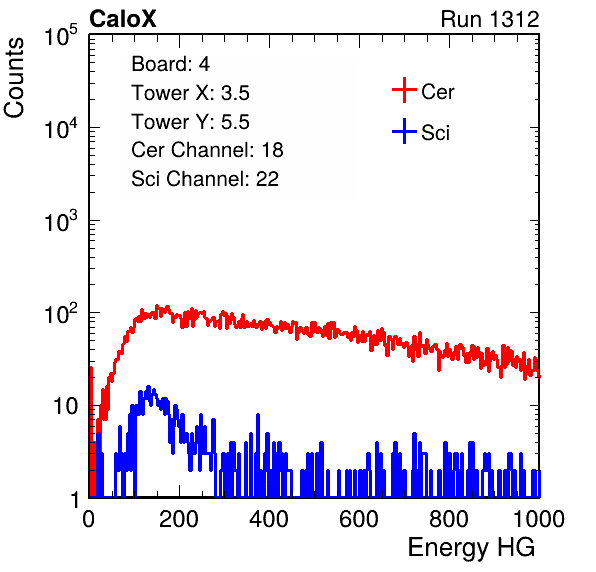 CaloX Run 1312
Counts
10^5
10^4
10^3
10^2
10
1
Board: 4
Tower X: 3.5
Tower Y: 5.5
Cer Channel: 18
Sci Channel: 22
Cer
Sci
0 200 400 600 800 1000
Energy HG